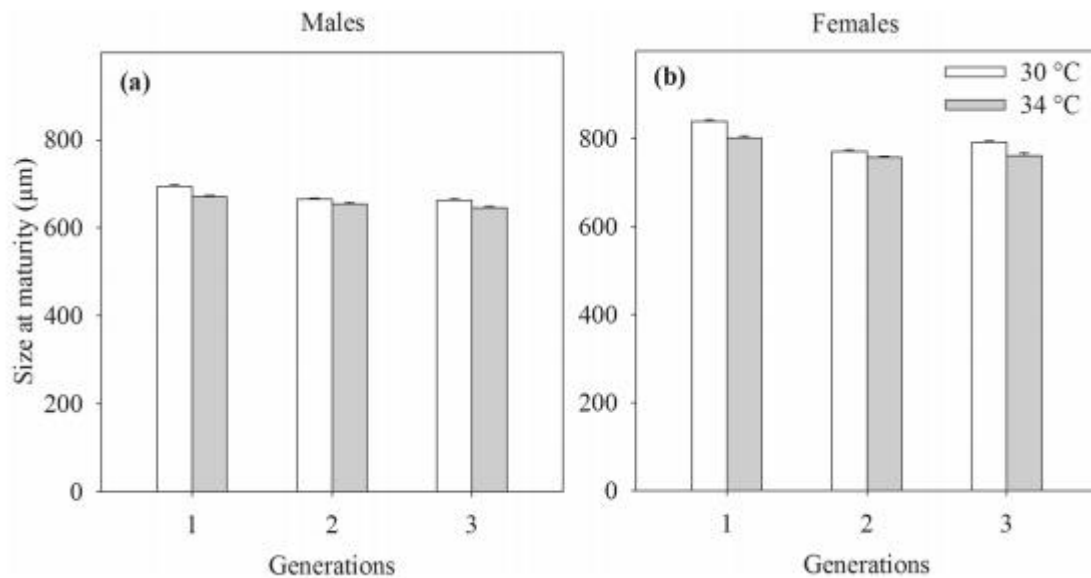 Males
Females
(a)
(b)
30 °C
34 °C
Size at maturity (µm)
800
600
400
200
0
1 2 3
Generations
800
600
400
200
0
1 2 3
Generations